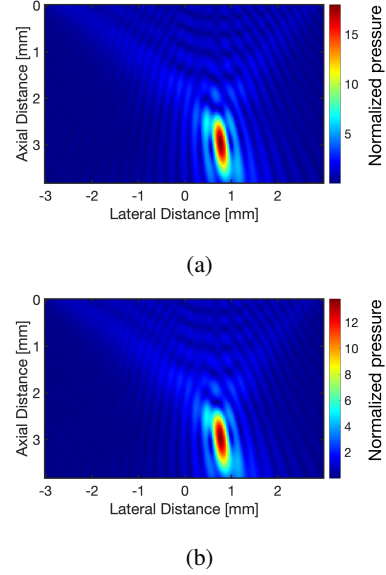 0
1
2
3
Axial Distance [mm]
-3 -2 -1 0 1 2
Lateral Distance [mm]
15
10
5
Normalized pressure
(a)
0
1
2
3
Axial Distance [mm]
-3 -2 -1 0 1 2
Lateral Distance [mm]
12
10
8
6
4
2
Normalized pressure
(b)